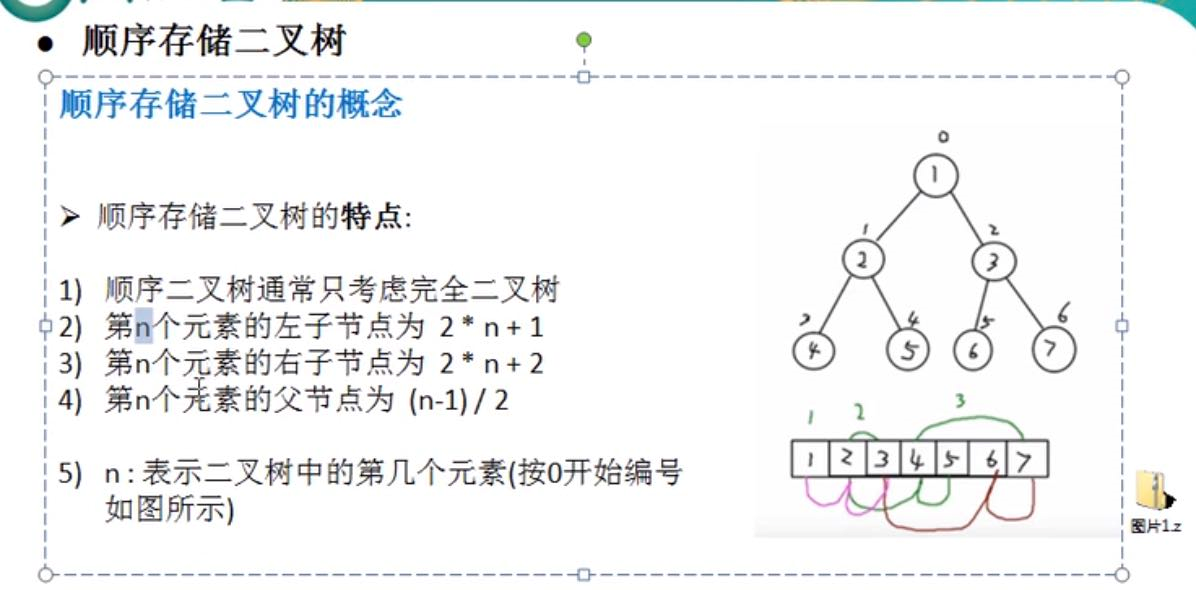 ● 顺序存储二叉树
顺序存储二叉树的概念
➢ 顺序存储二叉树的特点:
1) 顺序二叉树通常只考虑完全二叉树
2) 第n个元素的左子节点为 2 * n + 1
3) 第n个元素的右子节点为 2 * n + 2
4) 第n个元素的父节点为 (n-1) / 2
5) n : 表示二叉树中的第几个元素(按0开始编号
如图所示)
0
1
1 2
2 3
3 4 5 6
4 5 6 7
1 2 3
1 2 3 4 5 6 7
图片1.z